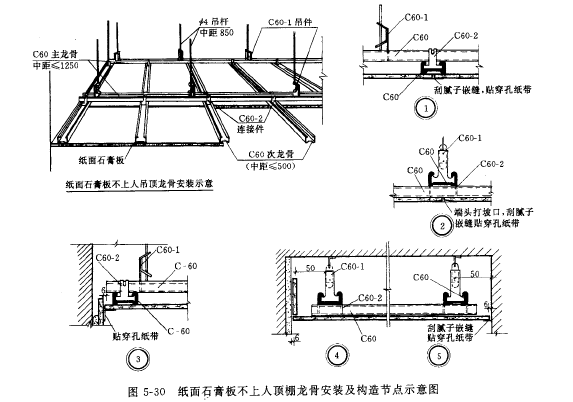 ϕ4 吊杆
中距 850
C60-1 吊件
C60 主龙骨
中距≤1250
C60-2
连接件
C60 次龙骨
(中距≤500)
纸面石膏板
纸面石膏板不上人吊顶龙骨安装示意
C60-1
C60
C60-2
C60
刮腻子嵌缝,贴穿孔纸带
1
C60-1
C60
C60-2
C60
端头打坡口,刮腻子
嵌缝贴穿孔纸带
2
C60-1
C60-2
C-60
6
C-60
贴穿孔纸带
3
50
C60-1
C60
50
C60-2
6
C60
6
刮腻子嵌缝
贴穿孔纸带
4
5
图 5-30 纸面石膏板不上人顶棚龙骨安装及构造节点示意图